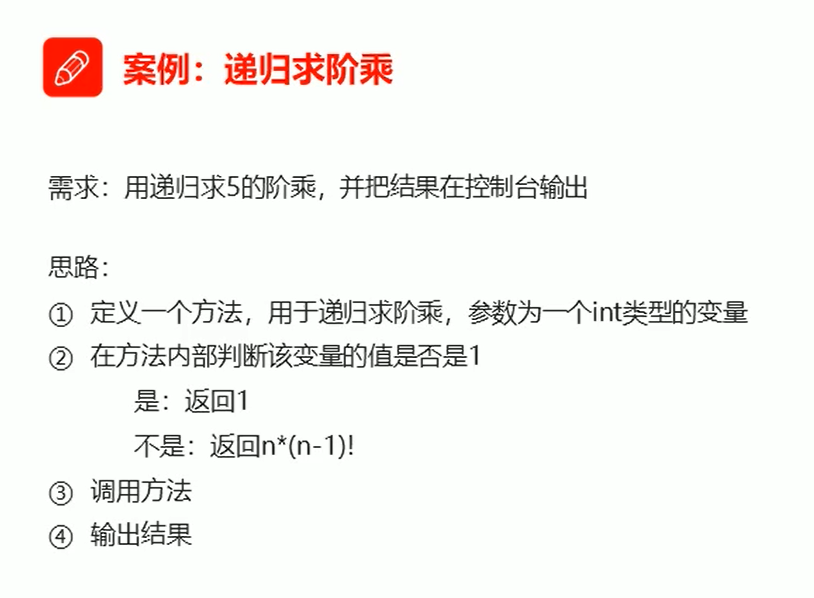 案例：递归求阶乘
需求：用递归求5的阶乘，并把结果在控制台输出
思路：
① 定义一个方法，用于递归求阶乘，参数为一个int类型的变量
② 在方法内部判断该变量的值是否是1
是：返回1
不是：返回n*(n-1)!
③ 调用方法
④ 输出结果